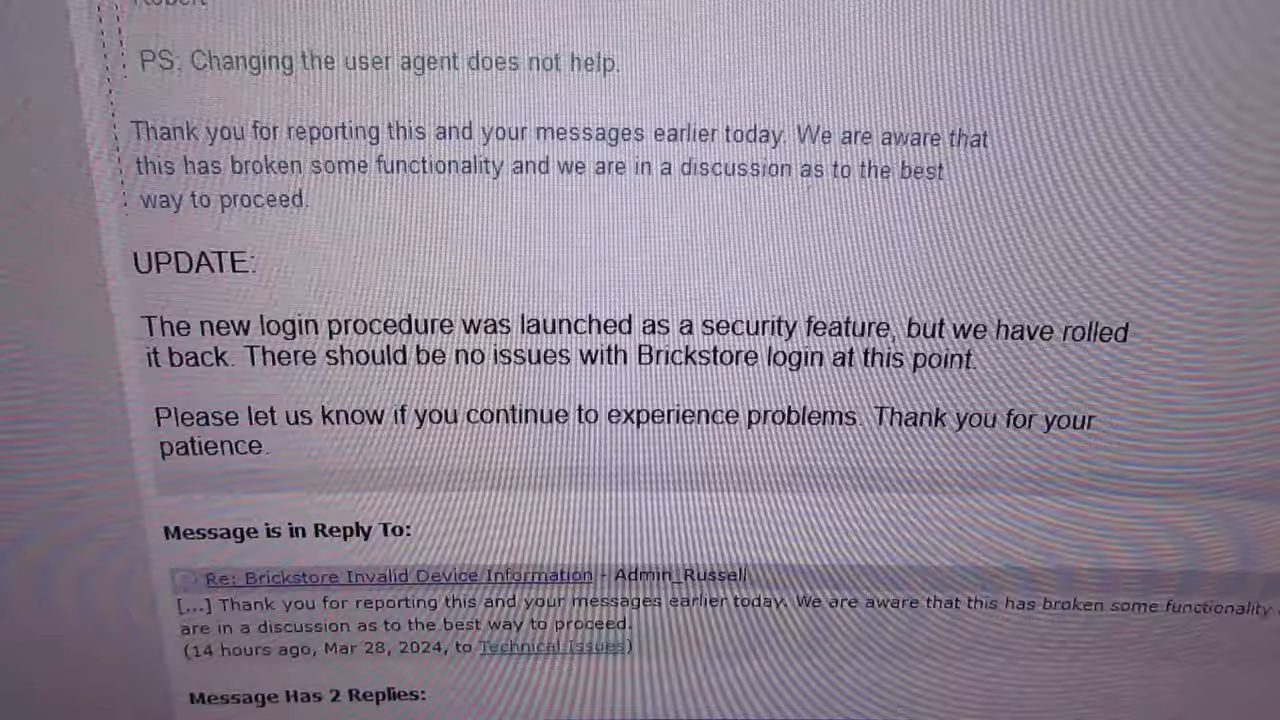 PS: Changing the user agent does not help.
Thank you for reporting this and your messages earlier today. We are aware that
this has broken some functionality and we are in a discussion as to the best
way to proceed.
UPDATE:
The new login procedure was launched as a security feature, but we have rolled
it back. There should be no issues with Brickstore login at this point.
Please let us know if you continue to experience problems. Thank you for your
patience.
Message is in Reply To:
Re: Brickstore Invalid Device Information - Admin_Russell
[...] Thank you for reporting this and your messages earlier today. We are aware that this has broken some functionality
are in a discussion as to the best way to proceed.
(14 hours ago, Mar 28, 2024, to Technical Issues)
Message Has 2 Replies: